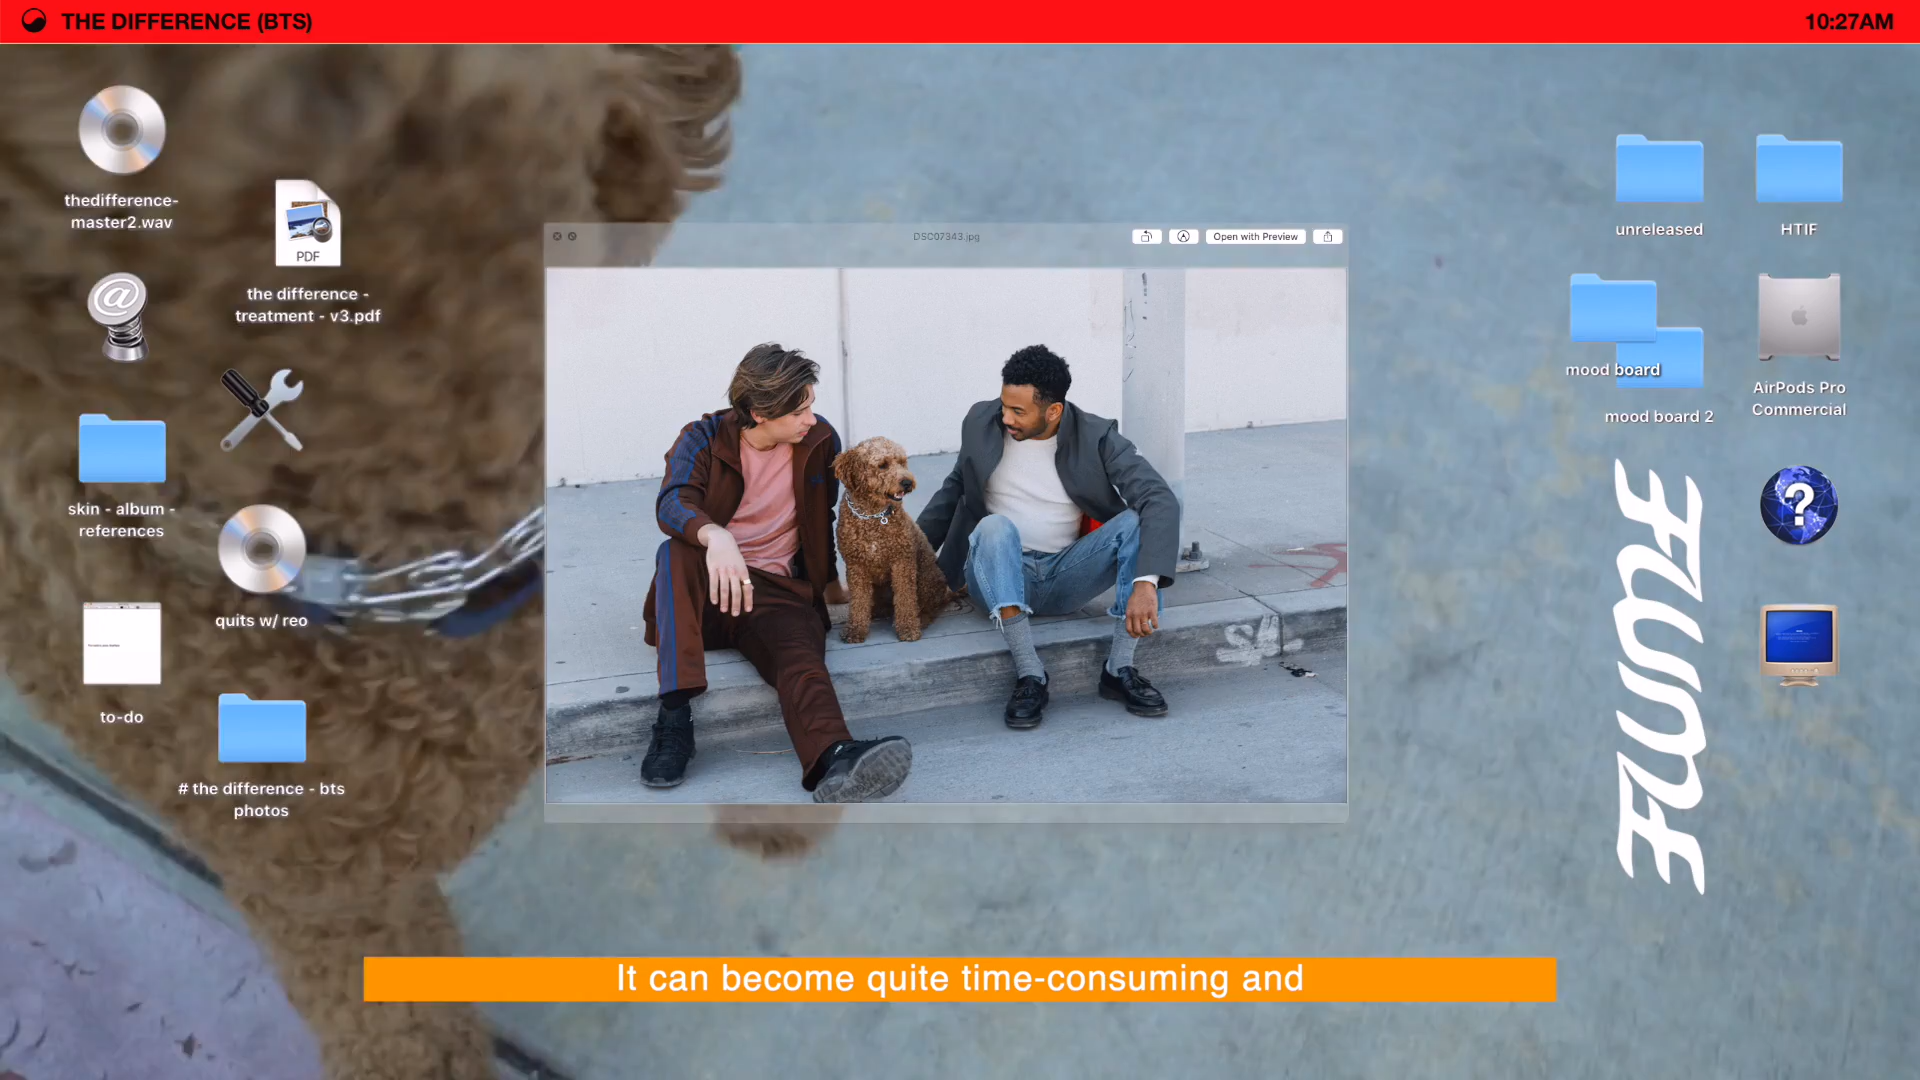 THE DIFFERENCE (BTS)
10:27AM
thedifference-
master2.wav
@
PDF
the difference -
treatment - v3.pdf
skin - album -
references
quits w/ reo
to-do
# the difference - bts
photos
DSC07343.jpg
Open with Preview
unreleased
HTIF
mood board
mood board 2
AirPods Pro
Commercial
?
FUME
It can become quite time-consuming and